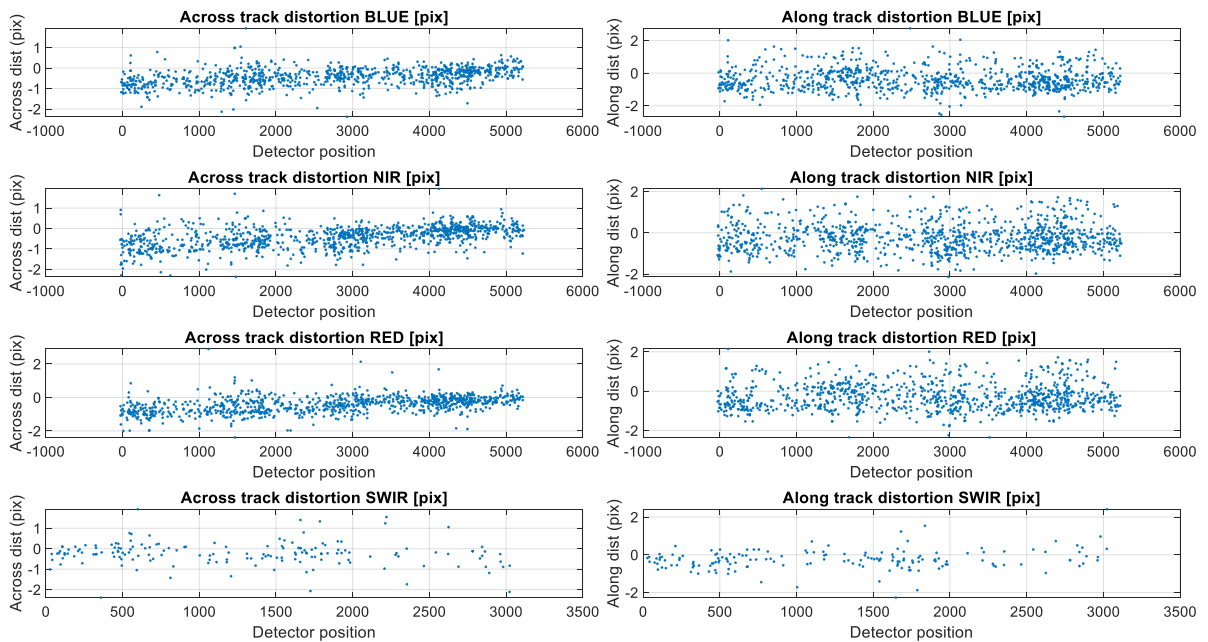 Across track distortion BLUE [pix]
Across dist (pix)
1
0
-1
-2
-1000 0 1000 2000 3000 4000 5000 6000
Detector position
Along track distortion BLUE [pix]
Along dist (pix)
2
0
-2
-1000 0 1000 2000 3000 4000 5000 6000
Detector position
Across track distortion NIR [pix]
Across dist (pix)
1
0
-1
-2
-1000 0 1000 2000 3000 4000 5000 6000
Detector position
Along track distortion NIR [pix]
Along dist (pix)
2
0
-2
-1000 0 1000 2000 3000 4000 5000 6000
Detector position
Across track distortion RED [pix]
Across dist (pix)
2
0
-2
-1000 0 1000 2000 3000 4000 5000 6000
Detector position
Along track distortion RED [pix]
Along dist (pix)
2
0
-2
-1000 0 1000 2000 3000 4000 5000 6000
Detector position
Across track distortion SWIR [pix]
Across dist (pix)
1
0
-1
-2
0 500 1000 1500 2000 2500 3000 3500
Detector position
Along track distortion SWIR [pix]
Along dist (pix)
2
0
-2
0 500 1000 1500 2000 2500 3000 3500
Detector position